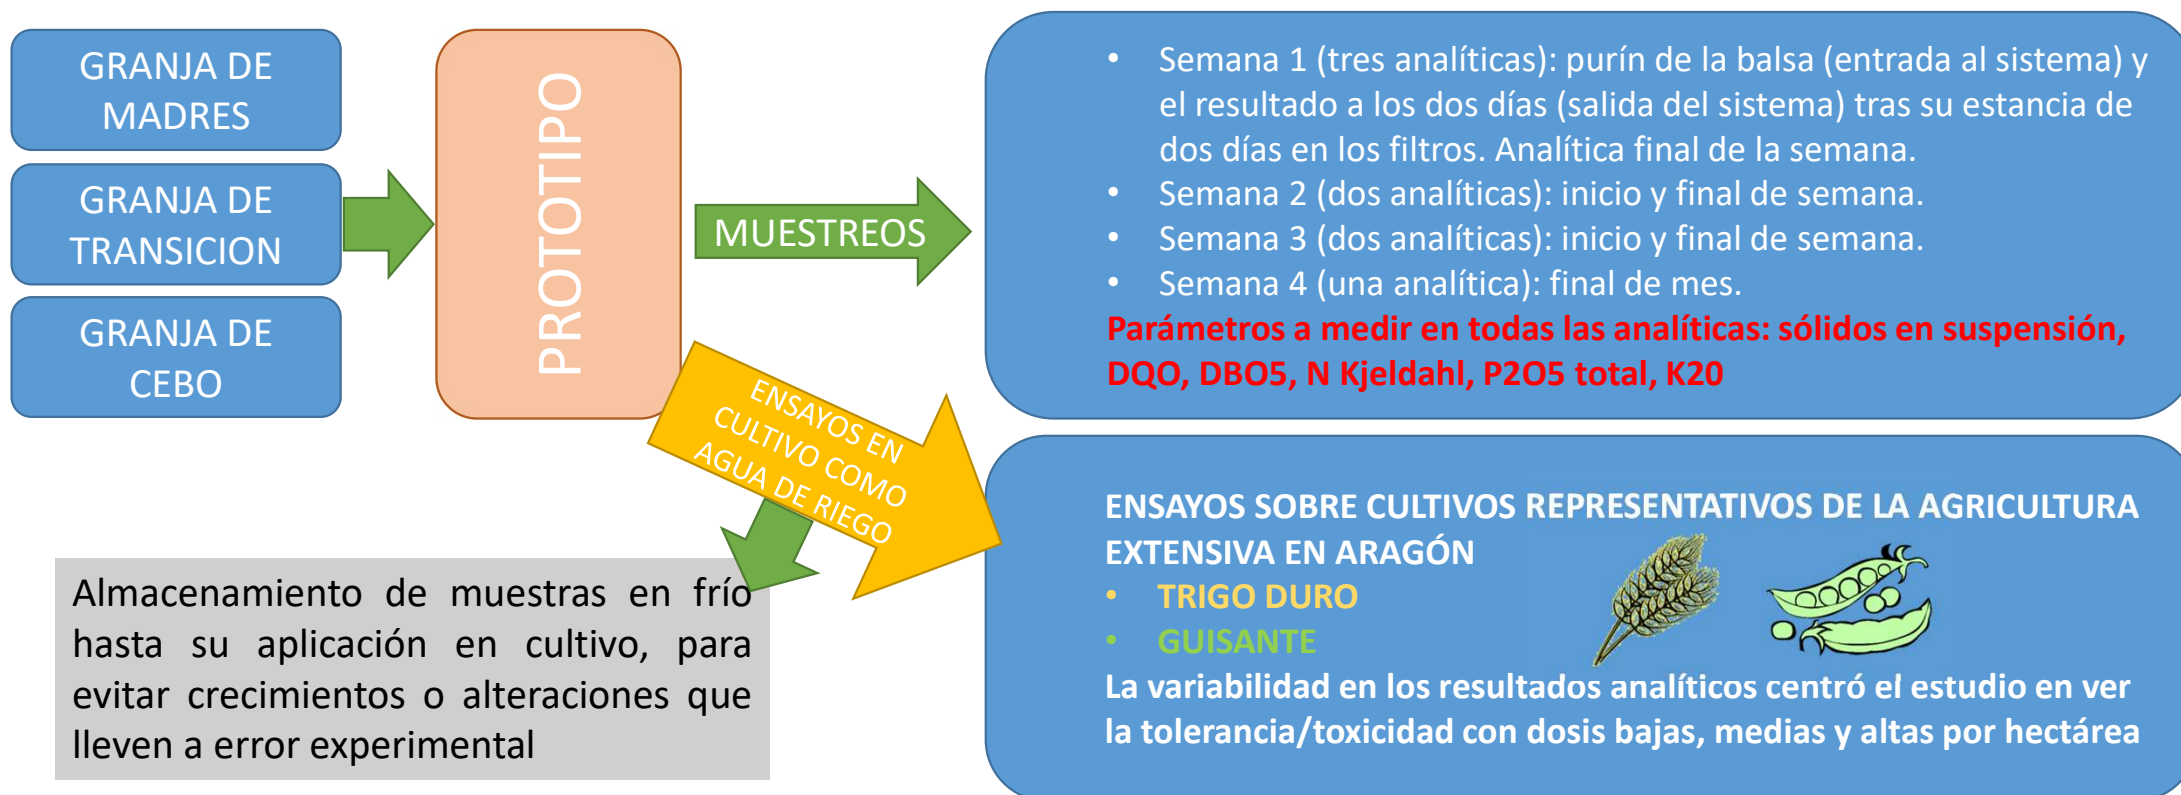 GRANJA DE
MADRES
GRANJA DE
TRANSICION
GRANJA DE
CEBO
PROTOTIPO
MUESTREOS
• Semana 1 (tres analíticas): purín de la balsa (entrada al sistema) y
el resultado a los dos días (salida del sistema) tras su estancia de
dos días en los filtros. Analítica final de la semana.
• Semana 2 (dos analíticas): inicio y final de semana.
• Semana 3 (dos analíticas): inicio y final de semana.
• Semana 4 (una analítica): final de mes.
Parámetros a medir en todas las analíticas: sólidos en suspensión,
DQO, DBO5, N Kjeldahl, P2O5 total, K20
ENSAYOS EN
CULTIVO COMO
AGUA DE RIEGO
Almacenamiento de muestras en frío
hasta su aplicación en cultivo, para
evitar crecimientos o alteraciones que
lleven a error experimental
ENSAYOS SOBRE CULTIVOS REPRESENTATIVOS DE LA AGRICULTURA
EXTENSIVA EN ARAGÓN
• TRIGO DURO
• GUISANTE
La variabilidad en los resultados analíticos centró el estudio en ver
la tolerancia/toxicidad con dosis bajas, medias y altas por hectárea